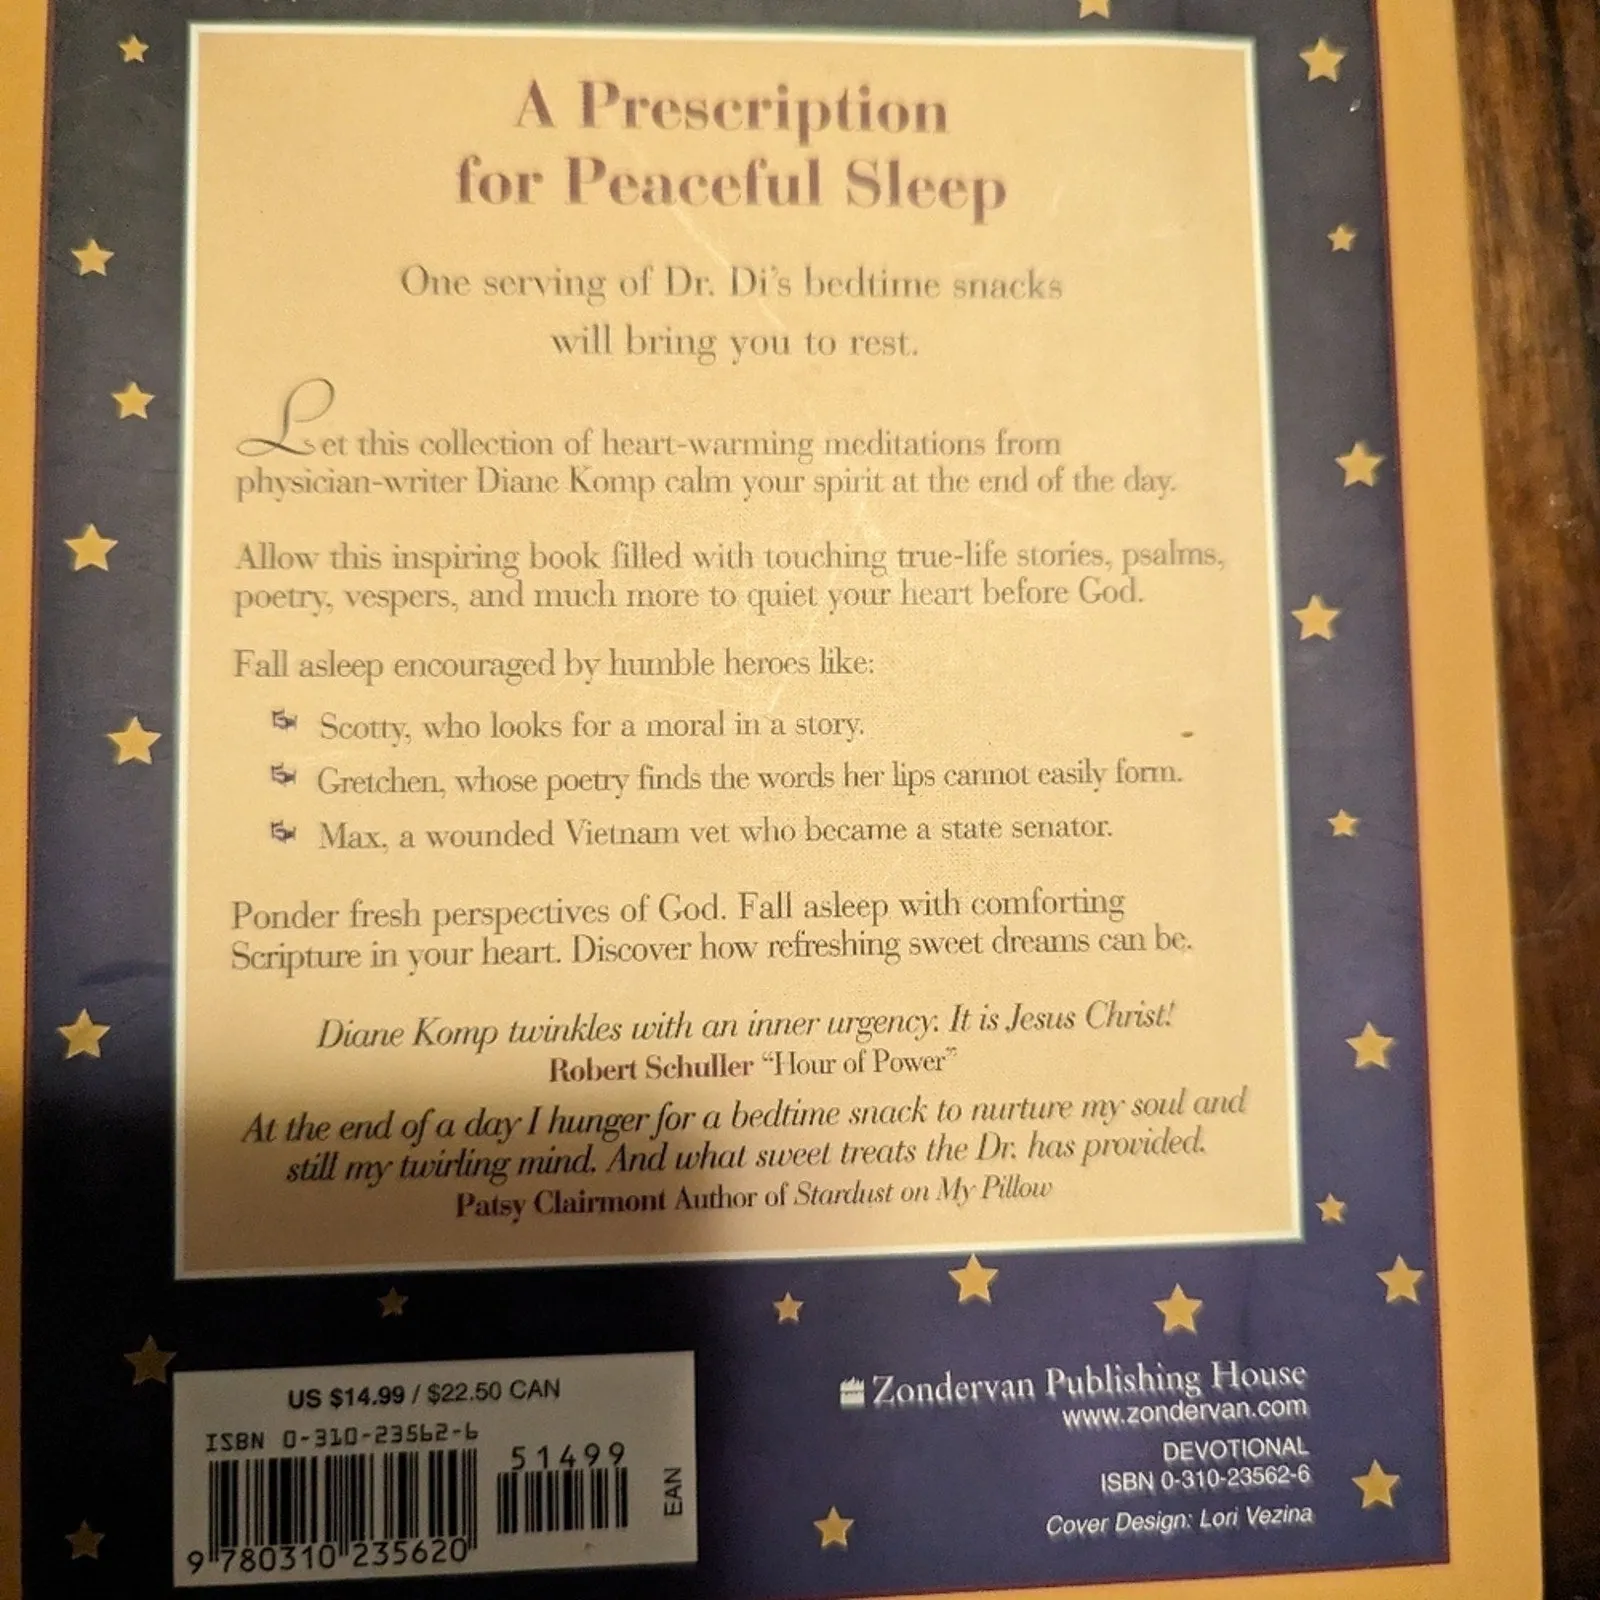 A Prescription
for Peaceful Sleep
One serving of Dr. Di's bedtime snacks
will bring you to rest.
Let this collection of heart-warming meditations from
physician-writer Diane Komp calm your spirit at the end of the day.
Allow this inspiring book filled with touching true-life stories, psalms,
poetry, vespers, and much more to quiet your heart before God.
Fall asleep encouraged by humble heroes like:
Scotty, who looks for a moral in a story.
Gretchen, whose poetry finds the words her lips cannot easily form.
Max, a wounded Vietnam vet who became a state senator.
Ponder fresh perspectives of God. Fall asleep with comforting
Scripture in your heart. Discover how refreshing sweet dreams can be.
Diane Komp twinkles with an inner urgency. It is Jesus Christ!
Robert Schuller “Hour of Power”
At the end of a day I hunger for a bedtime snack to nurture my soul and
still my twirling mind. And what sweet treats the Dr. has provided.
Patsy Clairmont Author of Stardust on My Pillow
US $14.99 / $22.50 CAN
ISBN 0-310-23562-6
51499
EAN
9 780310 235620
Zondervan Publishing House
www.zondervan.com
DEVOTIONAL
ISBN 0-310-23562-6
Cover Design: Lori Vezina